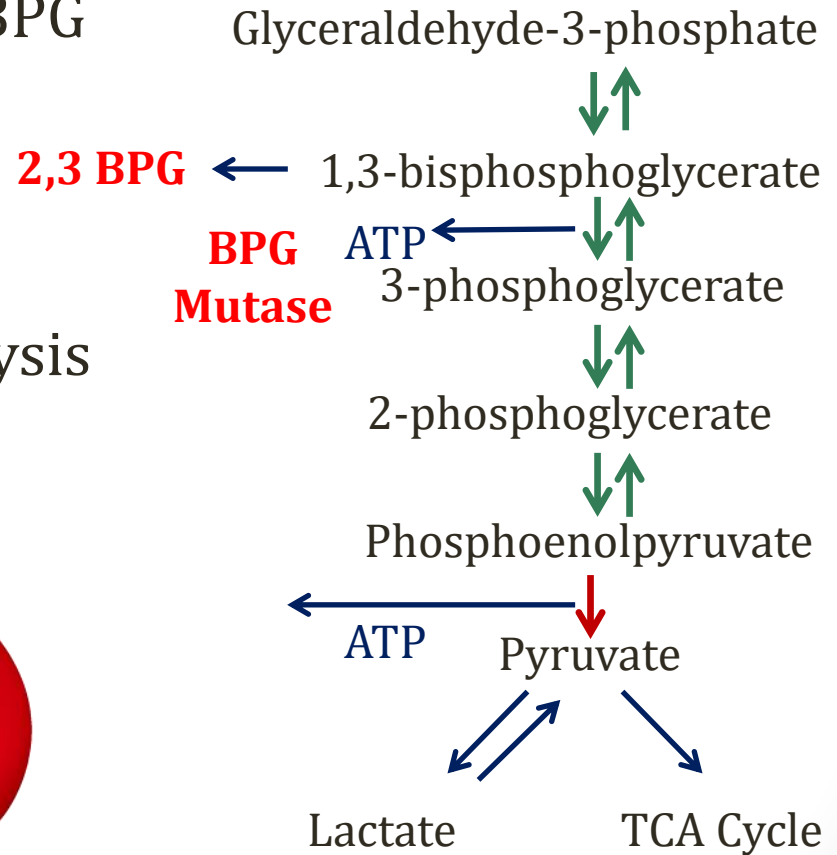 BPG
Glyceraldehyde-3-phosphate
2,3 BPG
1,3-bisphosphoglycerate
BPG
Mutase
ATP
3-phosphoglycerate
ysis
2-phosphoglycerate
Phosphoenolpyruvate
ATP
Pyruvate
Lactate
TCA Cycle